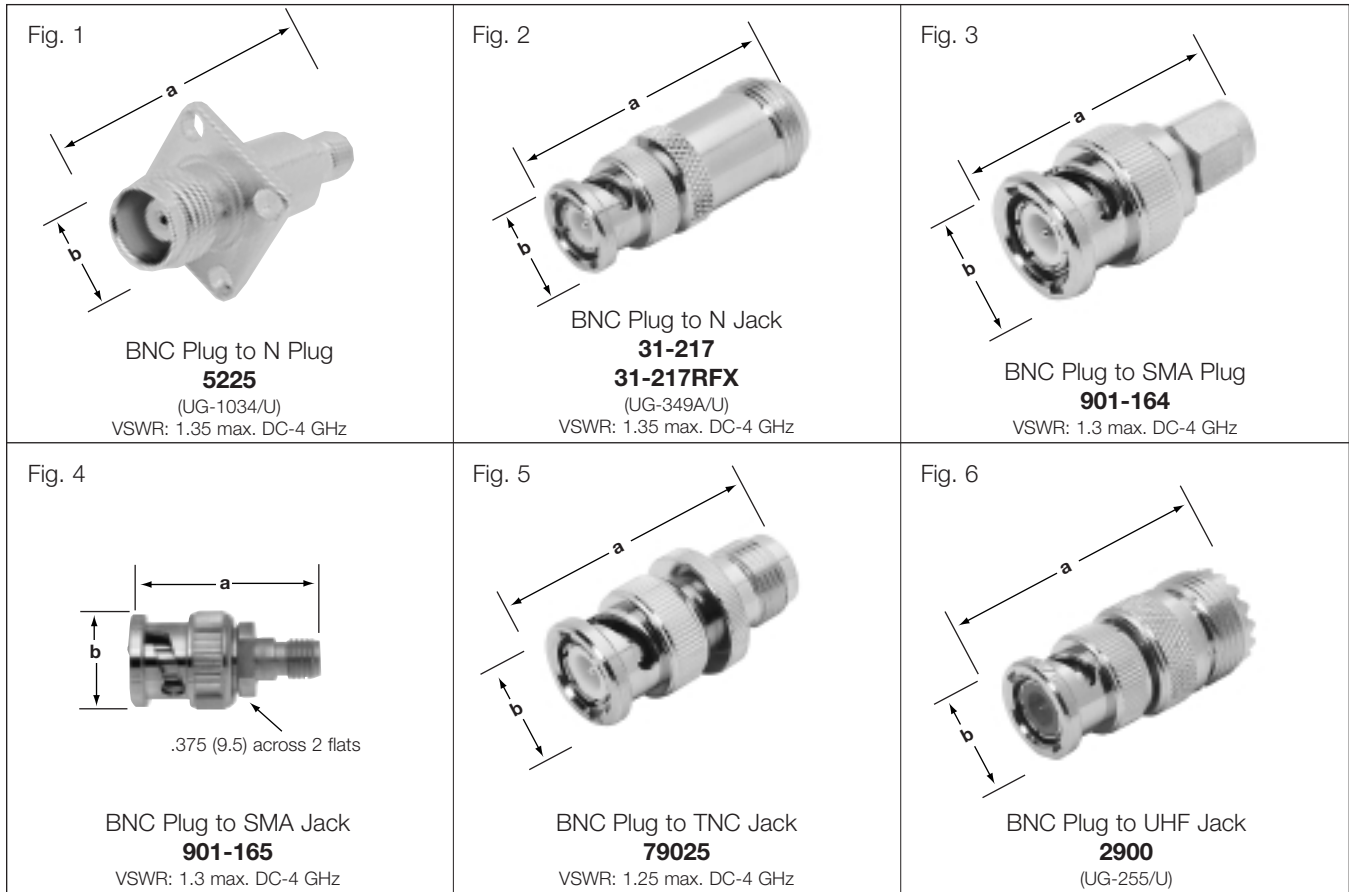 Fig. 1
a
b
BNC Plug to N Plug
5225
(UG-1034/U)
VSWR: 1.35 max. DC-4 GHz
Fig. 2
a
b
BNC Plug to N Jack
31-217
31-217RFX
(UG-349A/U)
VSWR: 1.35 max. DC-4 GHz
Fig. 3
a
b
BNC Plug to SMA Plug
901-164
VSWR: 1.3 max. DC-4 GHz
Fig. 4
a
b
.375 (9.5) across 2 flats
BNC Plug to SMA Jack
901-165
VSWR: 1.3 max. DC-4 GHz
Fig. 5
a
b
BNC Plug to TNC Jack
79025
VSWR: 1.25 max. DC-4 GHz
Fig. 6
a
b
BNC Plug to UHF Jack
2900
(UG-255/U)